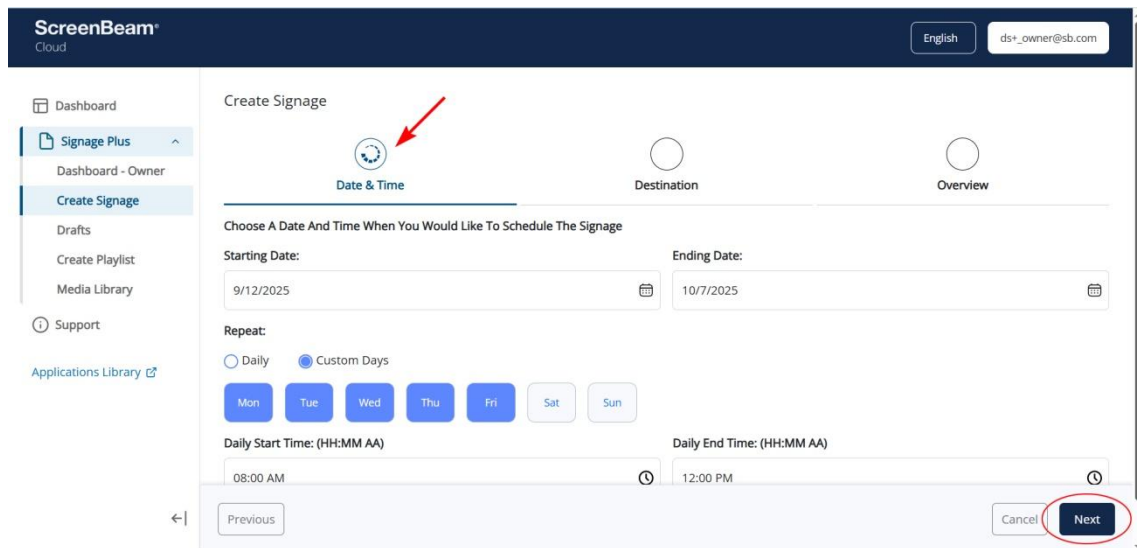 ScreenBeam®
Cloud
English
ds+_owner@sb.com
Dashboard
Signage Plus
Dashboard - Owner
Create Signage
Drafts
Create Playlist
Media Library
Support
Applications Library
Create Signage
Date & Time
Destination
Overview
Choose A Date And Time When You Would Like To Schedule The Signage
Starting Date:
Ending Date:
9/12/2025
10/7/2025
Repeat:
Daily
Custom Days
Mon
Tue
Wed
Thu
Fri
Sat
Sun
Daily Start Time: (HH:MM AA)
Daily End Time: (HH:MM AA)
08:00 AM
12:00 PM
Previous
Cancel
Next